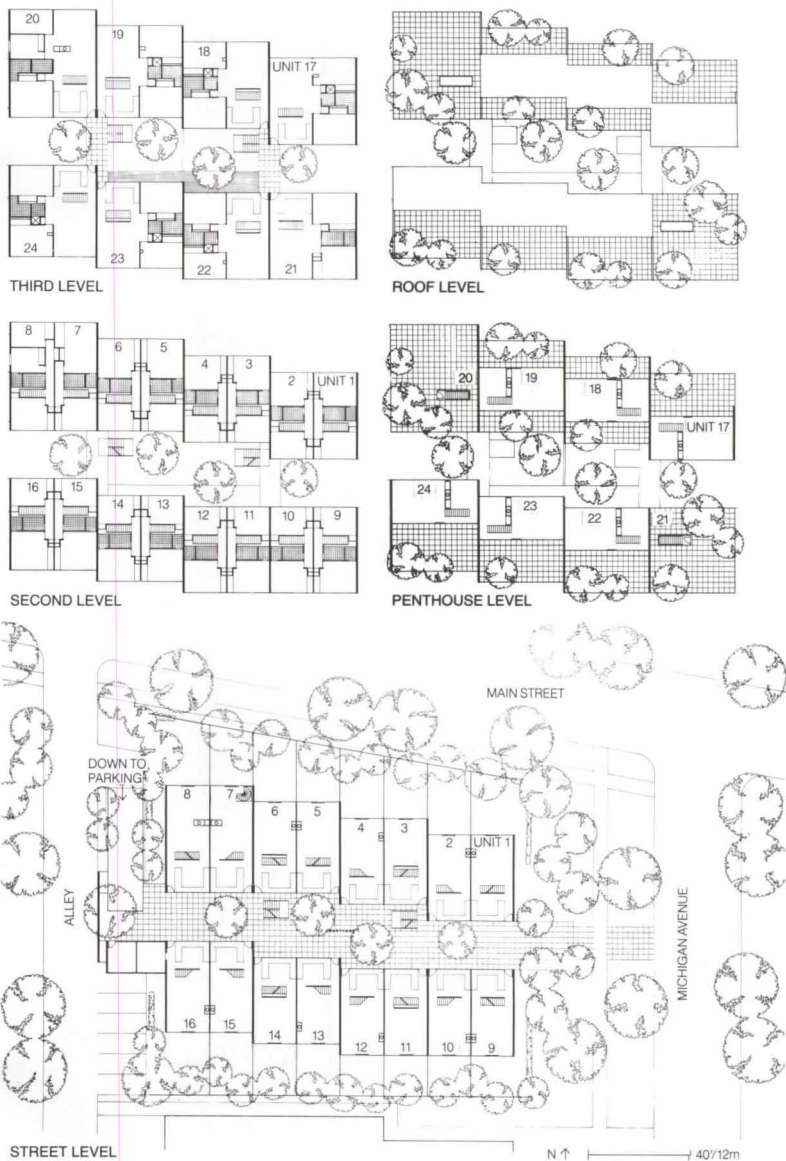 20
19
18
UNIT 17
24
23
22
21
THIRD LEVEL
ROOF LEVEL
8 7
6 5
4 3
2 UNIT 1
16 15
14 13
12 11 10 9
SECOND LEVEL
20
19
18
UNIT 17
24
23
22
21
PENTHOUSE LEVEL
MAIN STREET
DOWN TO
PARKING
8 7
6 5
4 3
2 UNIT 1
ALLEY
MICHIGAN AVENUE
16 15
14 13
12 11 10 9
STREET LEVEL
N ↑
40'/12m